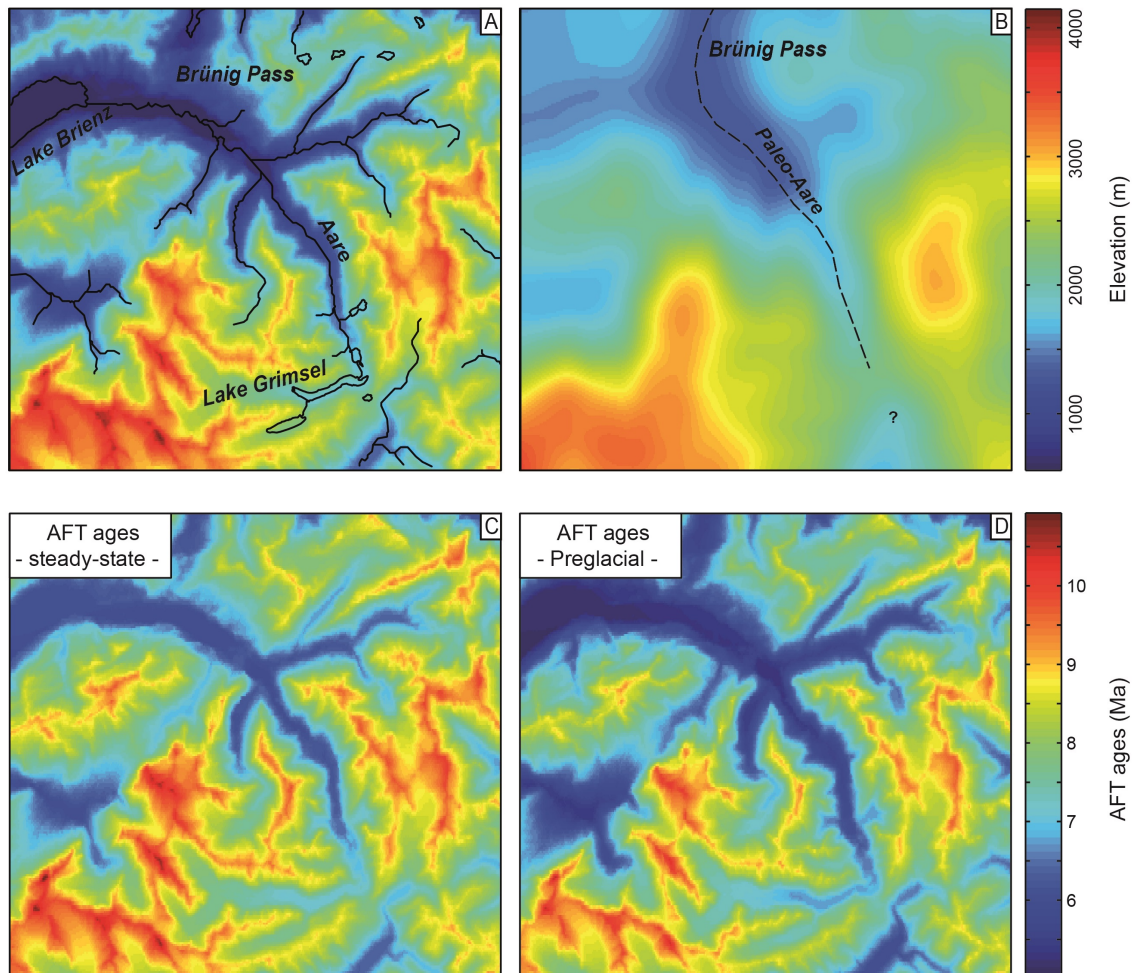 A
Brünig Pass
Lake Brienz
Aare
Lake Grimsel
B
Brünig Pass
Paleo-Aare
?
4000
3000
2000
1000
Elevation (m)
AFT ages
- steady-state -
C
AFT ages
- Preglacial -
D
10
9
8
7
6
AFT ages (Ma)